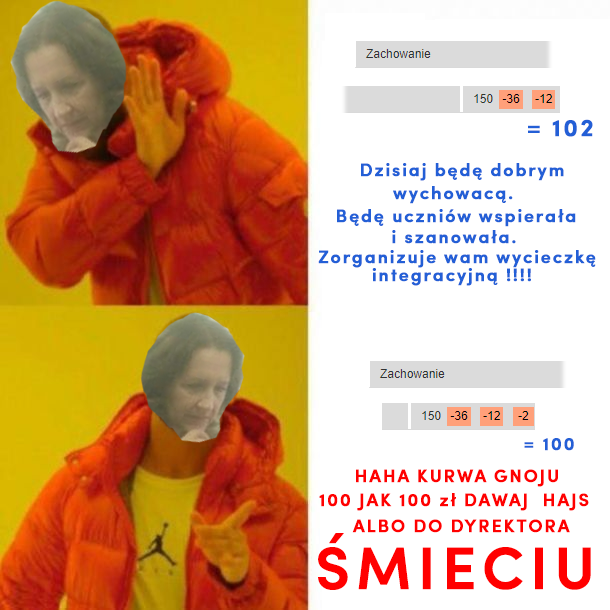 Zachowanie
150 -36 -12
= 102
Dzisiaj będę dobrym
wychowacą.
Będę uczniów wspierała
i szanowała.
Zorganizuje wam wycieczkę
integracyjną !!!!
Zachowanie
150 -36 -12 -2
= 100
HAHA KURWA GNOJU
100 JAK 100 zł DAWAJ HAJS
ALBO DO DYREKTORA
ŚMIECIU